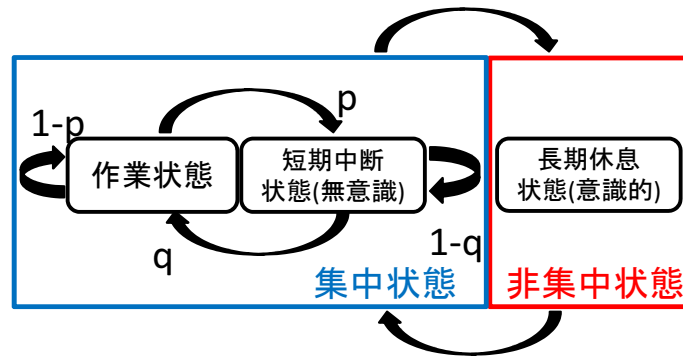 p
1-p
作業状態
短期中断
状態(無意識)
長期休息
状態(意識的)
q
1-q
集中状態
非集中状態